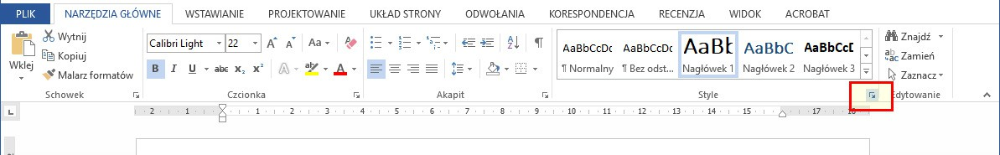 PLIK NARZĘDZIA GŁÓWNE WSTAWIANIE PROJEKTOWANIE UKŁAD STRONY ODWOŁANIA KORESPONDENCJA RECENZJA WIDOK ACROBAT
Wklej
Wytnij
Kopiuj
Malarz formatów
Schowek
Calibri Light 22 A A Aa
B I U abc x₂ x² A ab A
Czcionka
Akapit
AaBbCcDc AaBbCcDc AaBb AaBbC AaBbCcD
¶ Normalny ¶ Bez odst... Nagłówek 1 Nagłówek 2 Nagłówek 3
Style
Znajdź
Zamień
Zaznacz
Edytowanie
2 1 1 2 3 4 5 6 7 8 9 10 11 12 13 14 15 17 18